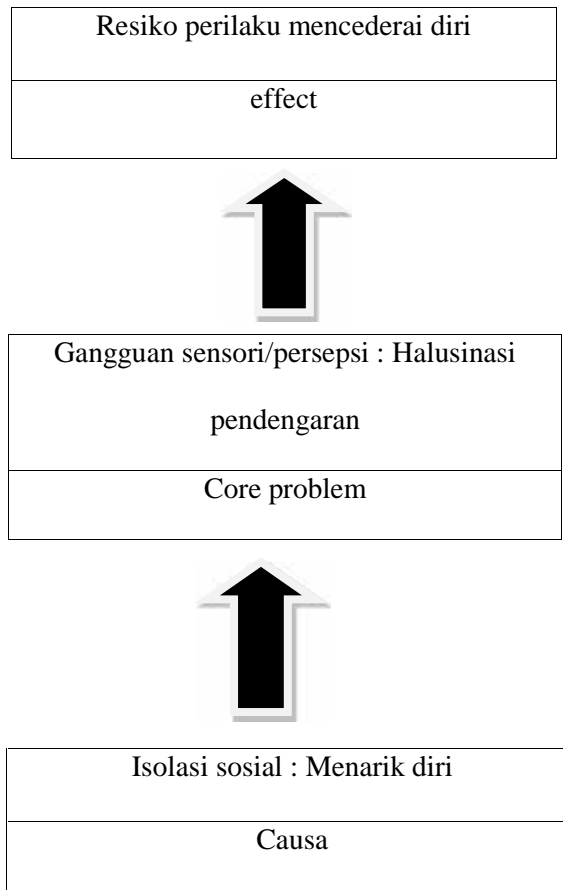 Resiko perilaku mencederai diri
effect
Gangguan sensori/persepsi : Halusinasi
pendengaran
Core problem
Isolasi sosial : Menarik diri
Causa